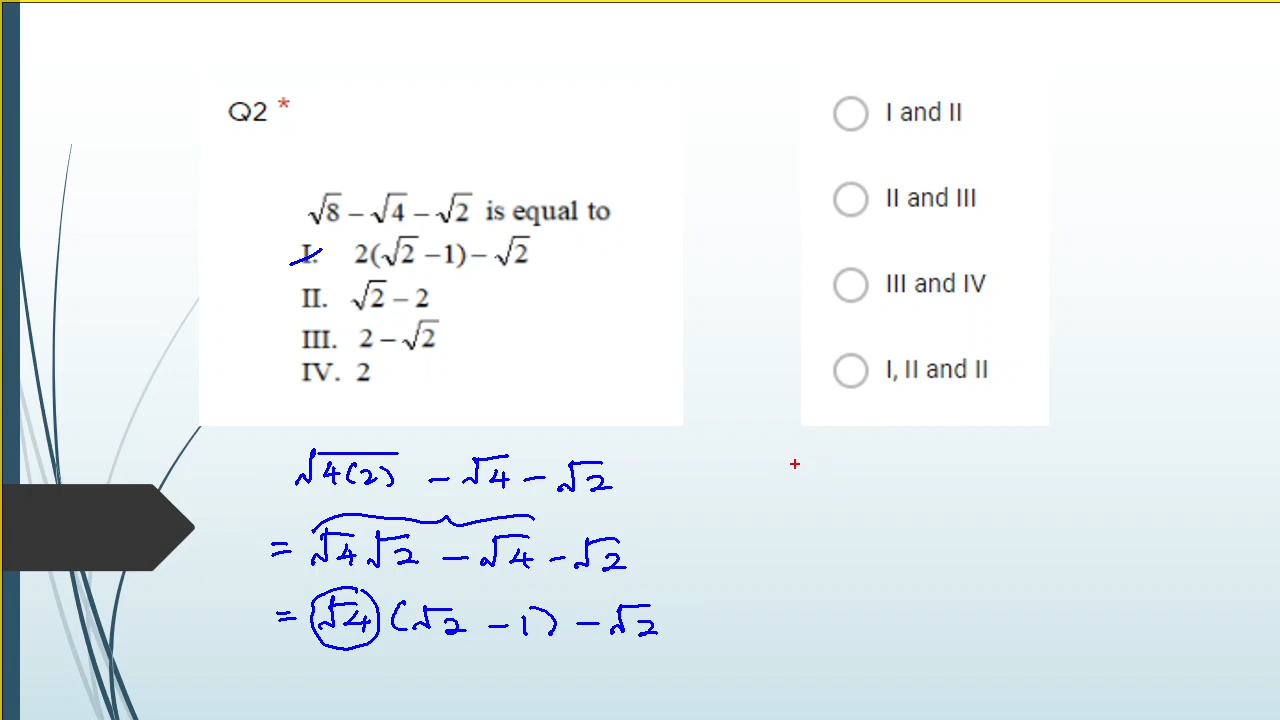 Q2 *
√8 – √4 – √2 is equal to
I. 2(√2 – 1) – √2
II. √2 – 2
III. 2 – √2
IV. 2
I and II
II and III
III and IV
I, II and II
√4(2) – √4 – √2
= √4 √2 – √4 – √2
= √4 (√2 – 1) – √2